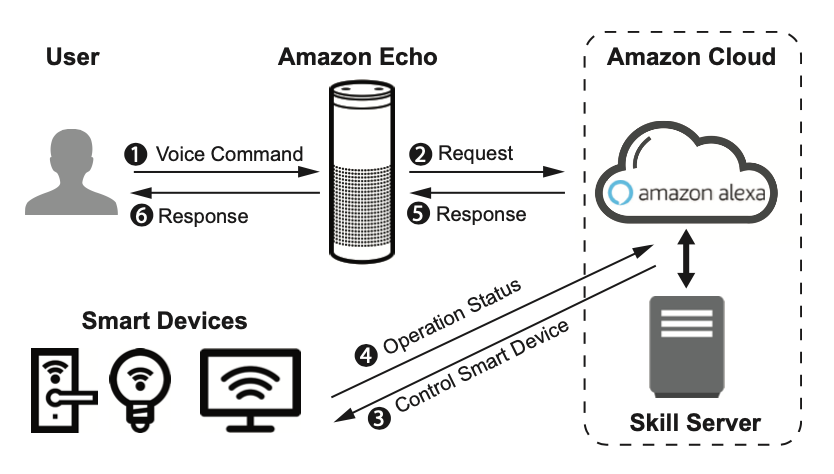 User
Amazon Echo
Amazon Cloud
❶ Voice Command
❷ Request
amazon alexa
❻ Response
❺ Response
Smart Devices
❹ Operation Status
❸ Control Smart Device
Skill Server